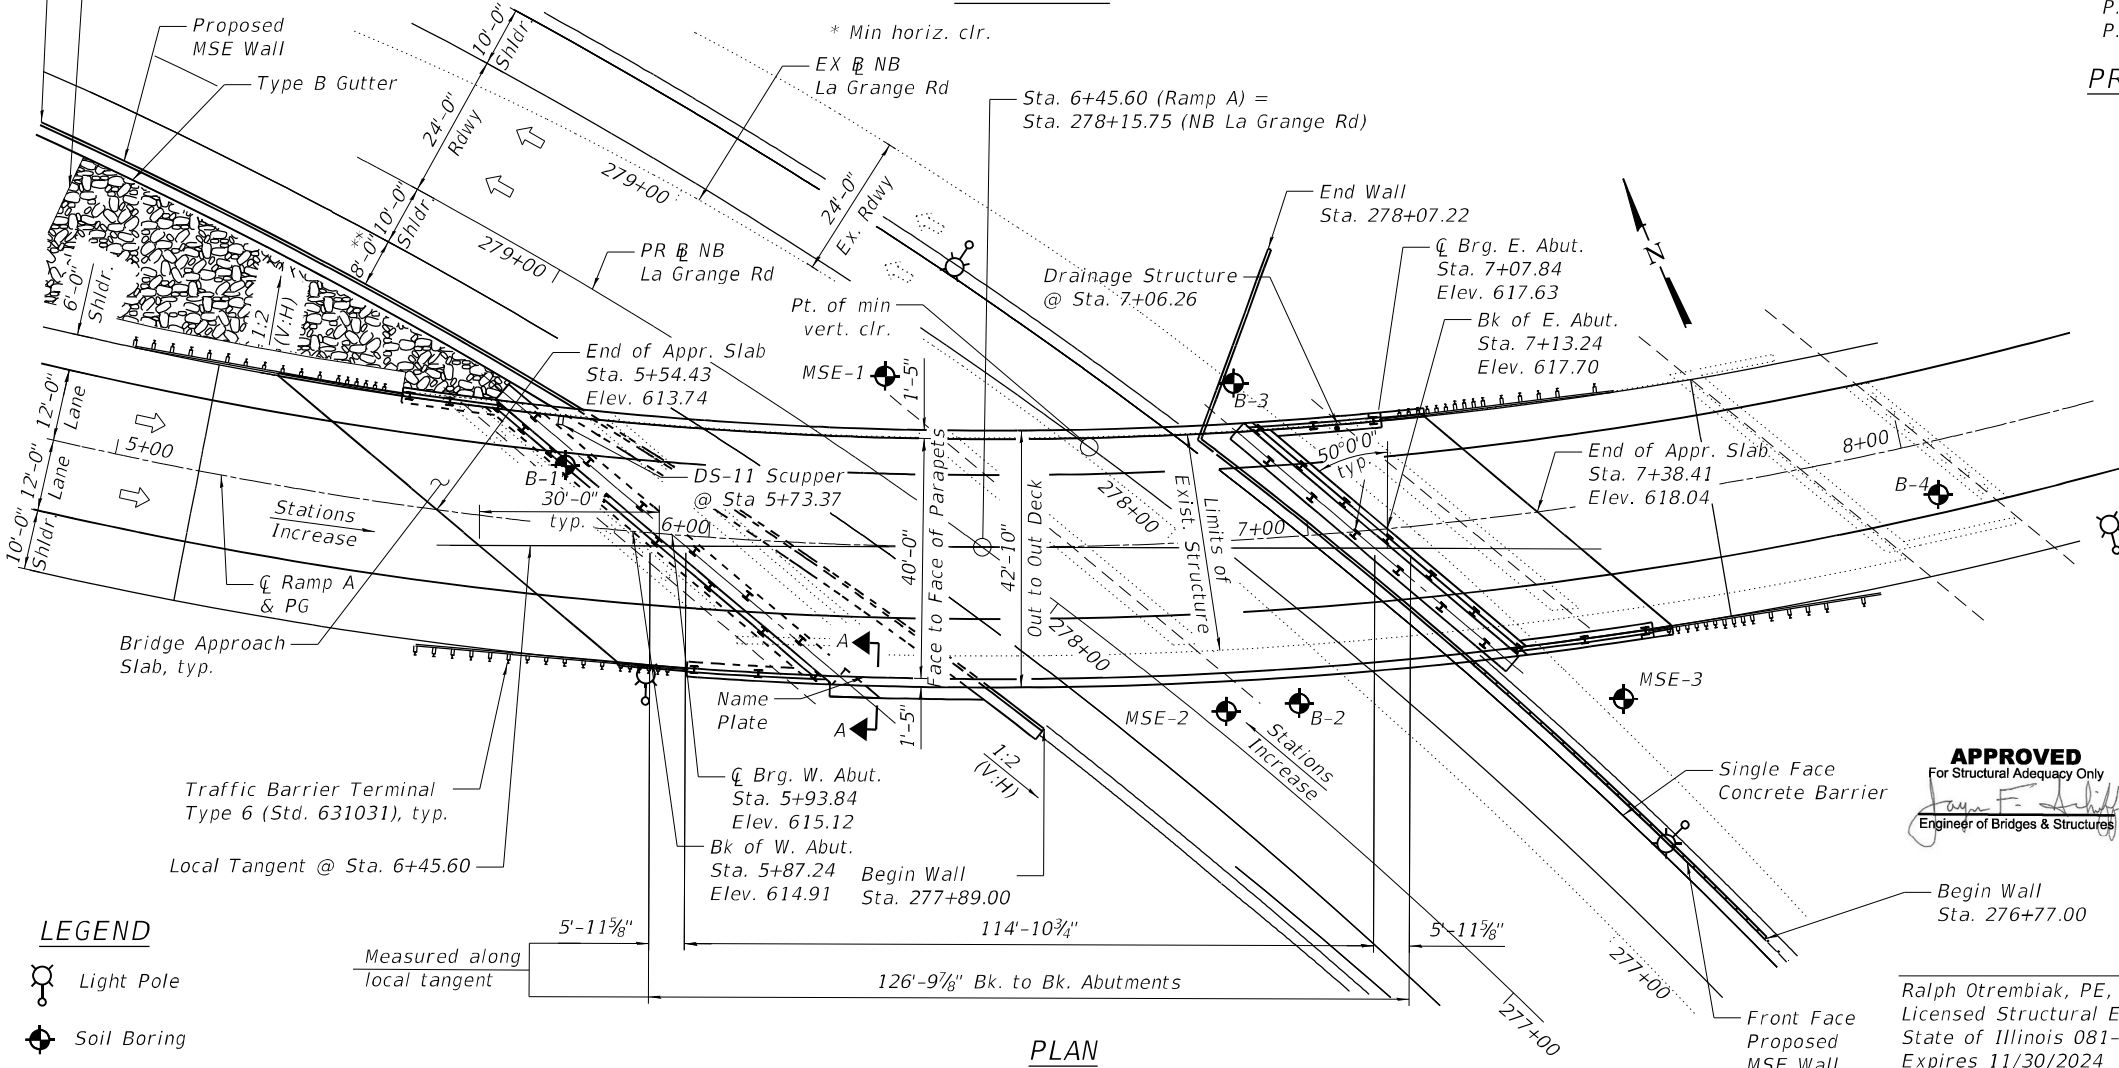 Proposed
MSE Wall
Type B Gutter
10'-0"
Shldr.
24'-0"
Rdwy
10'-0"
Shldr.
**
8'-0"
* Min horiz. clr.
EX ℄ NB
La Grange Rd
Sta. 6+45.60 (Ramp A) =
Sta. 278+15.75 (NB La Grange Rd)
P.
P.
PR
279+00
279+00
24'-0"
Ex. Rdwy
PR ℄ NB
La Grange Rd
End Wall
Sta. 278+07.22
Drainage Structure
@ Sta. 7+06.26
℄ Brg. E. Abut.
Sta. 7+07.84
Elev. 617.63
Bk of E. Abut.
Sta. 7+13.24
Elev. 617.70
N
Pt. of min
vert. clr.
6'-0"
Shldr.
1:2
(V:H)
End of Appr. Slab
Sta. 5+54.43
Elev. 613.74
MSE-1
1'-5"
B-3
12'-0"
Lane
12'-0"
Lane
10'-0"
Shldr.
5+00
Stations
Increase
B-1
30'-0"
typ.
DS-11 Scupper
@ Sta 5+73.37
6+00
40'-0"
Face to Face of Parapets
42'-10"
Out to Out Deck
278+00
278+00
Limits of
Exist. Structure
50°0'0"
typ.
7+00
End of Appr. Slab
Sta. 7+38.41
Elev. 618.04
8+00
B-4
℄ Ramp A
& PG
Bridge Approach
Slab, typ.
A
A
Name
Plate
1'-5"
MSE-2
B-2
MSE-3
Stations
Increase
1:2
(V:H)
Traffic Barrier Terminal
Type 6 (Std. 631031), typ.
℄ Brg. W. Abut.
Sta. 5+93.84
Elev. 615.12
Bk of W. Abut.
Sta. 5+87.24
Elev. 614.91
Begin Wall
Sta. 277+89.00
Local Tangent @ Sta. 6+45.60
Single Face
Concrete Barrier
APPROVED
For Structural Adequacy Only
Engineer of Bridges & Structures
Begin Wall
Sta. 276+77.00
LEGEND
Light Pole
Soil Boring
Measured along
local tangent
5'-11⅝"
114'-10¾"
5'-11⅝"
126'-9⅞" Bk. to Bk. Abutments
277+00
277+00
Front Face
Proposed
MSE Wall
Ralph Otrembiak, PE,
Licensed Structural E
State of Illinois 081-
Expires 11/30/2024
PLAN